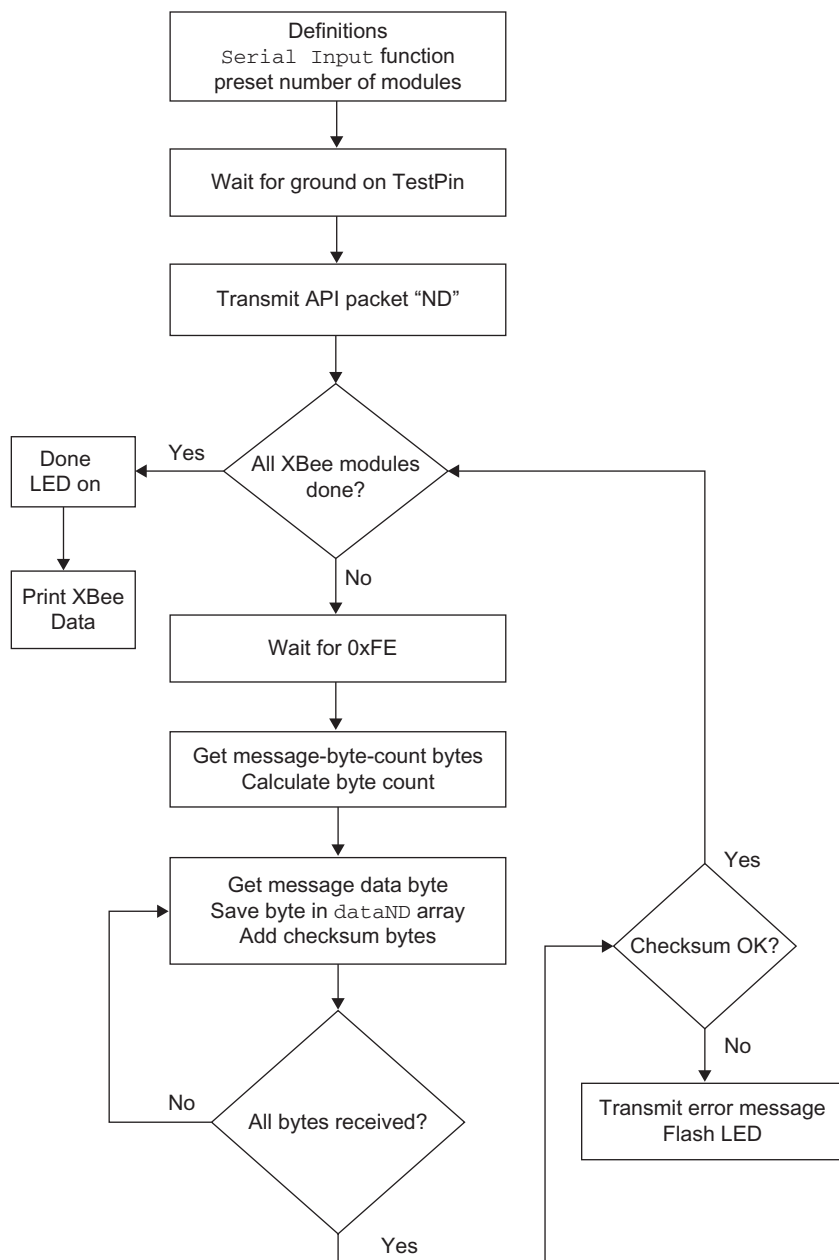 Definitions
Serial Input function
preset number of modules
Wait for ground on TestPin
Transmit API packet “ND”
All XBee modules
done?
Yes
Done
LED on
Print XBee
Data
No
Wait for 0xFE
Get message-byte-count bytes
Calculate byte count
Get message data byte
Save byte in dataND array
Add checksum bytes
All bytes received?
No
Yes
Checksum OK?
Yes
No
Transmit error message
Flash LED